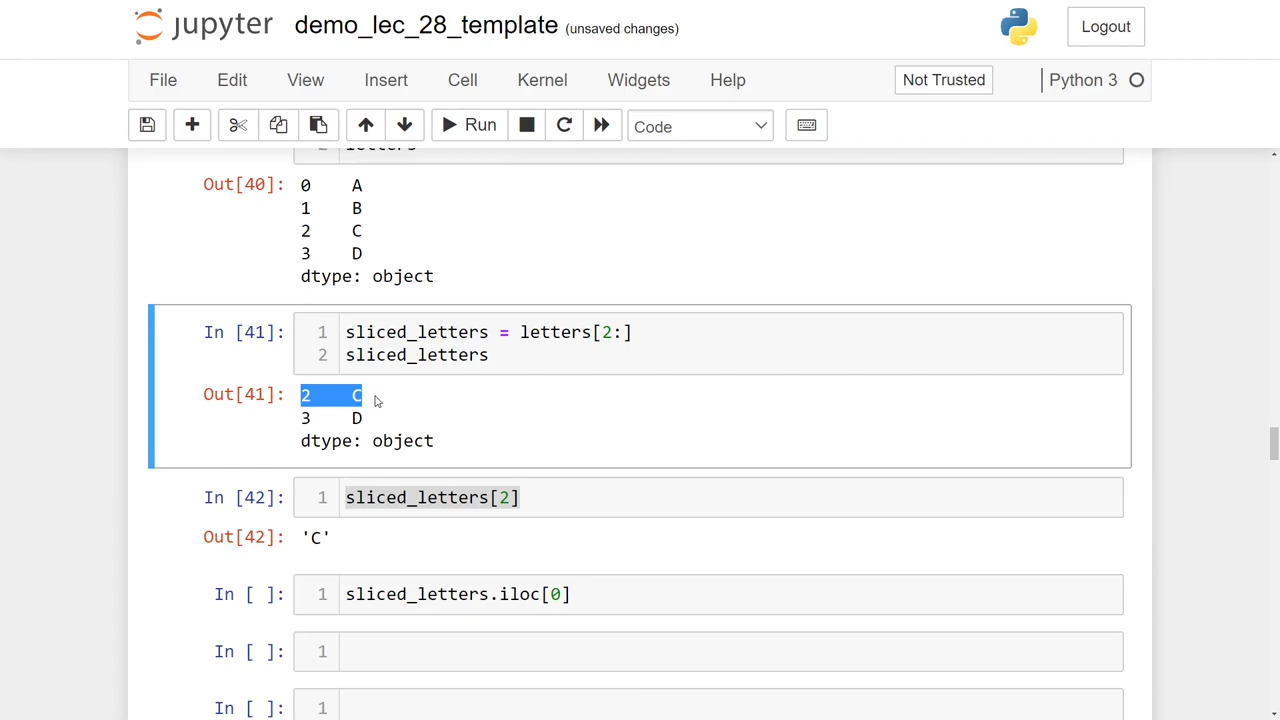 jupyter demo_lec_28_template (unsaved changes) Logout
File Edit View Insert Cell Kernel Widgets Help Not Trusted Python 3
Run Code
2 letters
Out[40]: 0 A
1 B
2 C
3 D
dtype: object
In [41]: 1 sliced_letters = letters[2:]
2 sliced_letters
Out[41]: 2 C
3 D
dtype: object
In [42]: 1 sliced_letters[2]
Out[42]: 'C'
In [ ]: 1 sliced_letters.iloc[0]
In [ ]: 1
In [ ]: 1